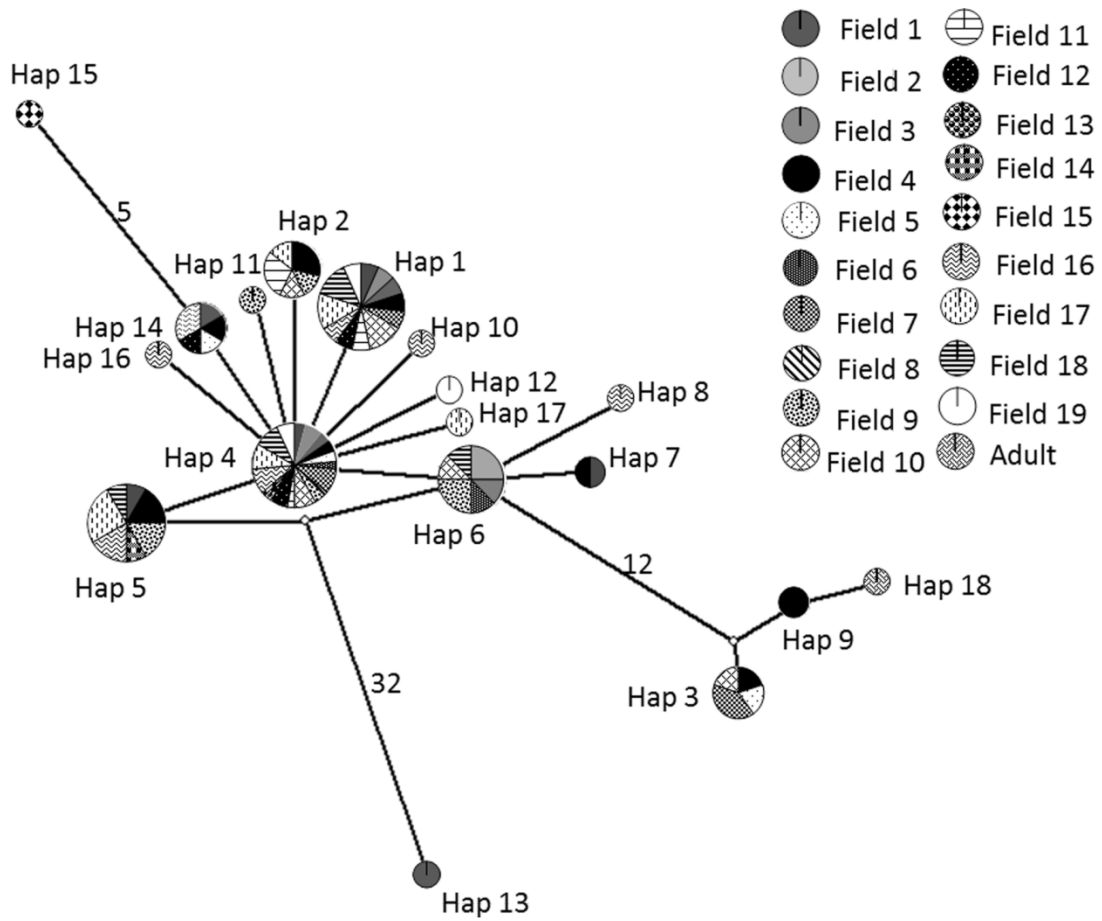 Hap 15
5
Hap 2
Hap 11
Hap 1
Hap 14
Hap 16
Hap 10
Hap 12
Hap 17
Hap 8
Hap 4
Hap 7
Hap 6
Hap 5
12
Hap 18
Hap 9
Hap 3
32
Hap 13
Field 1
Field 2
Field 3
Field 4
Field 5
Field 6
Field 7
Field 8
Field 9
Field 10
Field 11
Field 12
Field 13
Field 14
Field 15
Field 16
Field 17
Field 18
Field 19
Adult